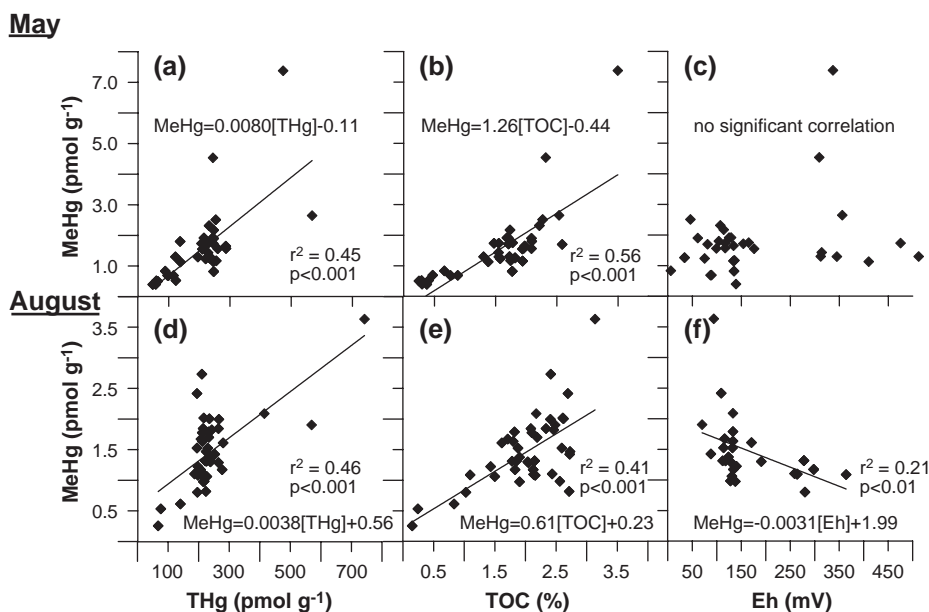 May
(a)
(b)
(c)
7.0
5.0
3.0
1.0
MeHg (pmol g⁻¹)
MeHg=0.0080[THg]-0.11
MeHg=1.26[TOC]-0.44
no significant correlation
r² = 0.45
p<0.001
r² = 0.56
p<0.001
August
(d)
(e)
(f)
3.5
2.5
1.5
0.5
MeHg (pmol g⁻¹)
r² = 0.46
p<0.001
r² = 0.41
p<0.001
r² = 0.21
p<0.01
MeHg=0.0038[THg]+0.56
MeHg=0.61[TOC]+0.23
MeHg=-0.0031[Eh]+1.99
100 300 500 700
0.5 1.5 2.5 3.5
50 150 250 350 450
THg (pmol g⁻¹)
TOC (%)
Eh (mV)